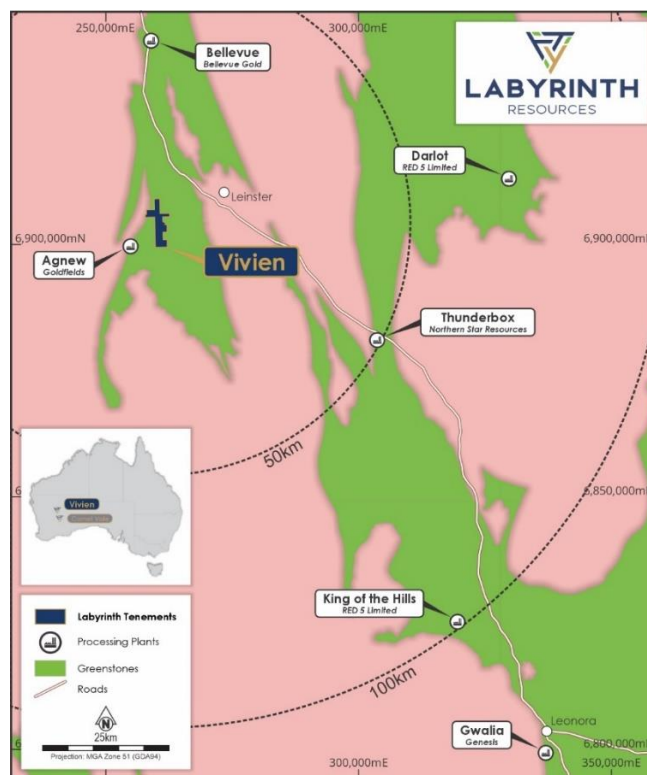 250,000mE
300,000mE
LABYRINTH
RESOURCES
Bellevue
Bellevue Gold
Darlot
RED 5 Limited
Leinster
6,900,000mN
6,900,
Agnew
Goldfields
Vivien
Thunderbox
Northern Star Resources
50km
6,850,000mN
Vivien
King of the Hills
RED 5 Limited
100km
Labyrinth Tenements
Processing Plants
Greenstones
Roads
N
25km
Projection: MGA Zone 51 (GDA94)
Leonora
Gwalia
Genesis
6,800,000mN
300,000mE
350,000mE